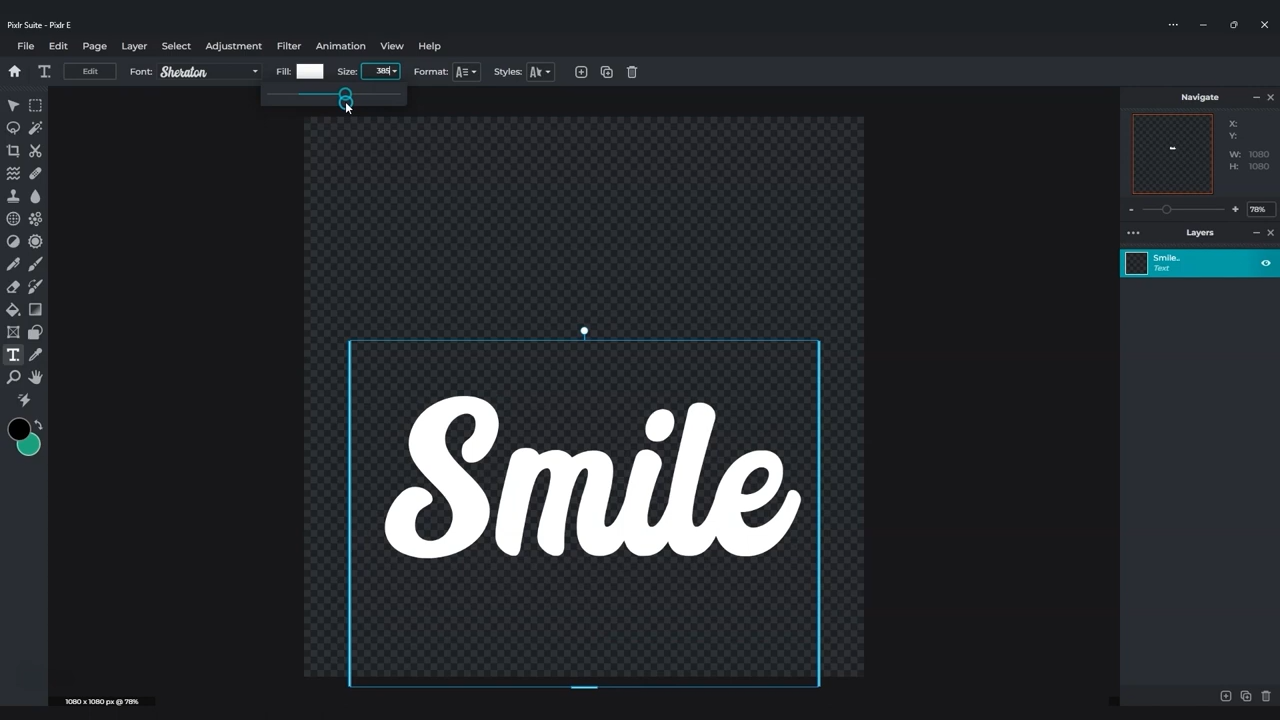 Pixlr Suite - Pixlr E
File Edit Page Layer Select Adjustment Filter Animation View Help
T Edit Font: Sheraton Fill: Size: 385 Format: Styles:
Navigate
X:
Y:
W: 1080
H: 1080
- + 78%
Layers
Smile..
Text
Smile
1080 x 1080 px @ 78%